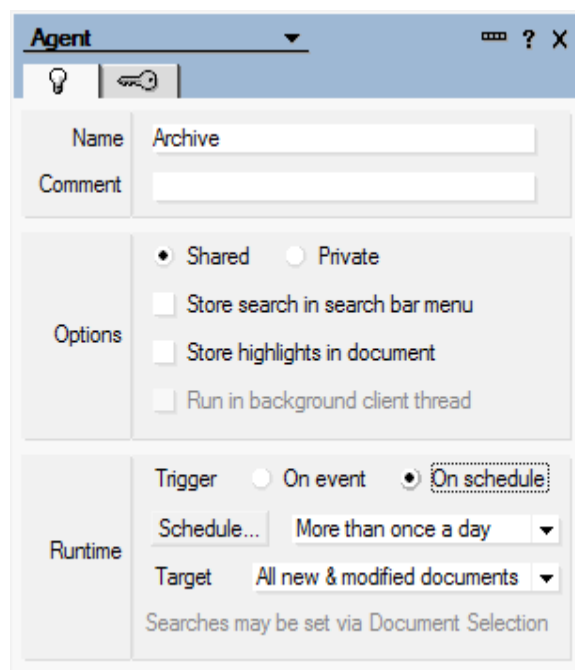 Agent ? X
Name Archive
Comment
Options Shared Private
Store search in search bar menu
Store highlights in document
Run in background client thread
Runtime Trigger On event On schedule
Schedule... More than once a day
Target All new & modified documents
Searches may be set via Document Selection